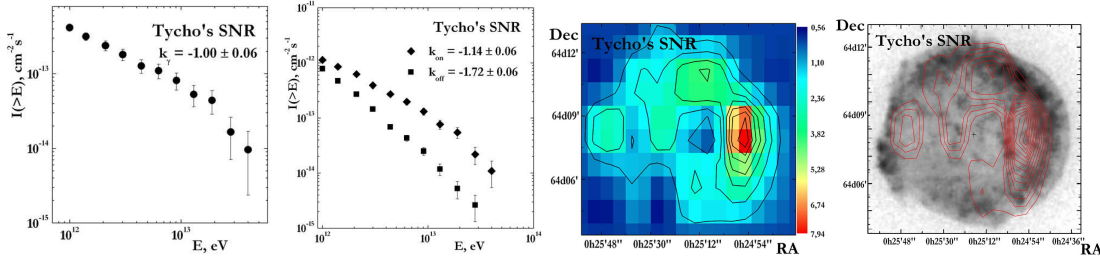 Tycho's SNR
kγ = -1.00 ± 0.06
I(>E), cm⁻² s⁻¹
10⁻¹³
10⁻¹⁴
10⁻¹⁵
10¹² 10¹³
E, eV
10⁻¹¹
Tycho's SNR
k_on = -1.14 ± 0.06
k_off = -1.72 ± 0.06
I(>E), cm⁻² s⁻¹
10⁻¹²
10⁻¹³
10⁻¹⁴
10⁻¹⁵
10¹² 10¹³ 10¹⁴
E, eV
Dec
Tycho's SNR
64d12'
64d09'
64d06'
0h25'48" 0h25'30" 0h25'12" 0h24'54"
RA
0,56
1,00
1,50
2,36
3,82
5,28
6,74
7,94
Dec
Tycho's SNR
64d12'
64d09'
64d06'
0h25'48" 0h25'30" 0h25'12" 0h24'54" 0h24'36"
RA